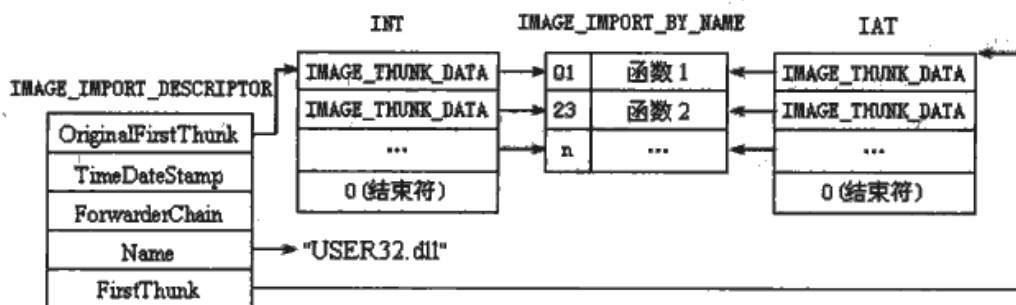 INT
IMAGE_IMPORT_BY_NAME
IAT
IMAGE_IMPORT_DESCRIPTOR
OriginalFirstThunk
TimeDateStamp
ForwarderChain
Name
FirstThunk
"USER32.dll"
IMAGE_THUNK_DATA
IMAGE_THUNK_DATA
...
0(结束符)
01 函数1
23 函数2
n ...
IMAGE_THUNK_DATA
IMAGE_THUNK_DATA
...
0(结束符)